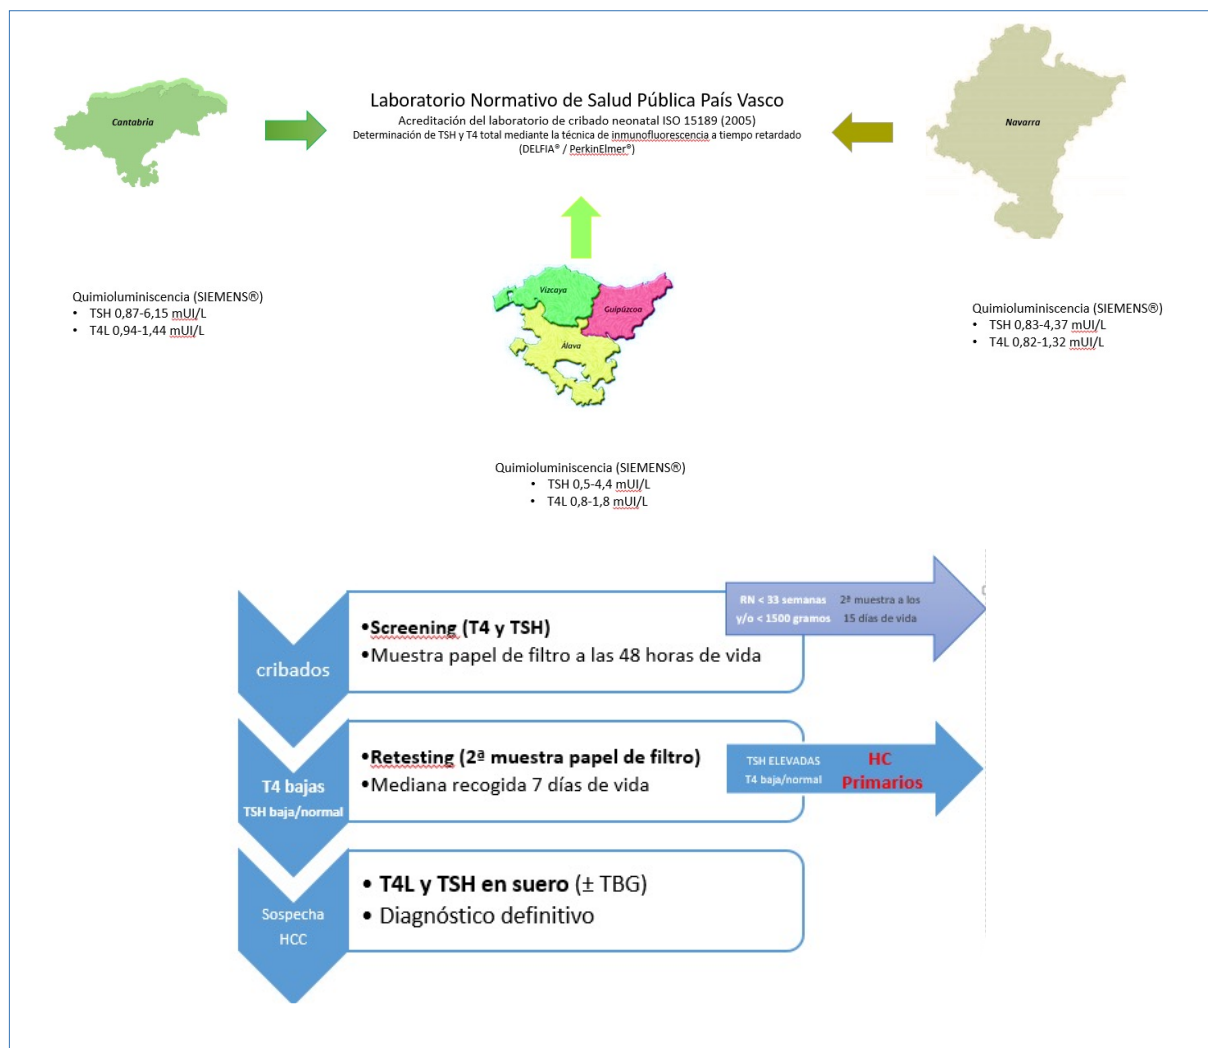 Cantabria
Laboratorio Normativo de Salud Pública País Vasco
Acreditación del laboratorio de cribado neonatal ISO 15189 (2005)
Determinación de TSH y T4 total mediante la técnica de inmunofluorescencia a tiempo retardado
(DELFIA® / PerkinElmer®)
Navarra
Vizcaya
Guipúzcoa
Álava
Quimioluminiscencia (SIEMENS®)
• TSH 0,87-6,15 mUI/L
• T4L 0,94-1,44 mUI/L
Quimioluminiscencia (SIEMENS®)
• TSH 0,83-4,37 mUI/L
• T4L 0,82-1,32 mUI/L
Quimioluminiscencia (SIEMENS®)
• TSH 0,5-4,4 mUI/L
• T4L 0,8-1,8 mUI/L
cribados
•Screening (T4 y TSH)
•Muestra papel de filtro a las 48 horas de vida
RN < 33 semanas
y/o < 1500 gramos
2ª muestra a los
15 días de vida
T4 bajas
TSH baja/normal
•Retesting (2ª muestra papel de filtro)
•Mediana recogida 7 días de vida
TSH ELEVADAS
T4 baja/normal
HC
Primarios
Sospecha
HCC
• T4L y TSH en suero (± TBG)
• Diagnóstico definitivo